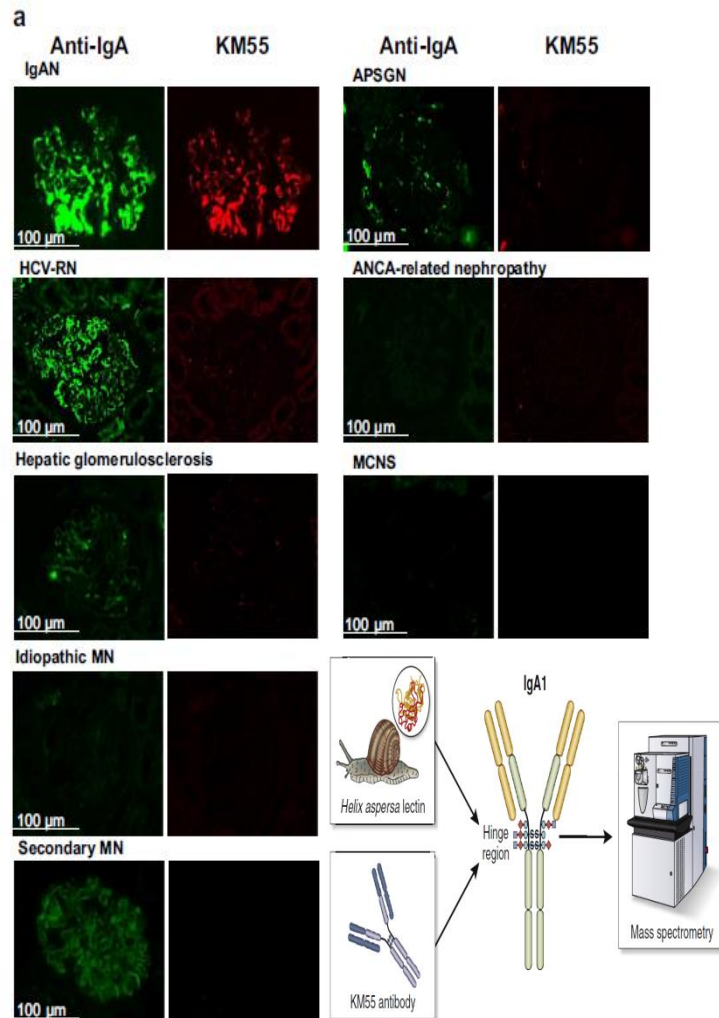 a
Anti-IgA KM55
IgAN
100 µm
HCV-RN
100 µm
Hepatic glomerulosclerosis
100 µm
Idiopathic MN
100 µm
Secondary MN
100 µm
Anti-IgA KM55
APSGN
100 µm
ANCA-related nephropathy
100 µm
MCNS
100 µm
Helix aspersa lectin
KM55 antibody
IgA1
Hinge
region
SS
SS
Mass spectrometry